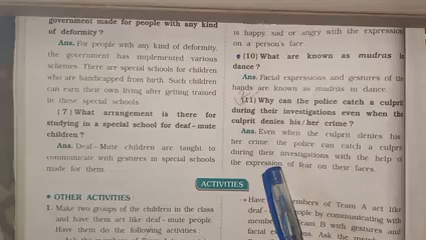 government made for people with any kind
of deformity ?
Ans. For people with any kind of deformity,
the government has implemented various
schemes. There are special schools for children
who are handicapped from birth. Such children
can earn their own living after getting trained
in these special schools.
(7) What arrangement is there for
studying in a special school for deaf-mute
children ?
Ans. Deaf-Mute children are taught to
communicate with gestures in special schools
made for them.
is happy, sad or angry with the expression
on a person's face.
(10) What are known as mudras in
dance ?
Ans. Facial expressions and gestures of the
hands are known as mudras in dance.
(11) Why can the police catch a culprit
during their investigations even when the
culprit denies his/her crime ?
Ans. Even when the culprit denies his
her crime, the police can catch a culprit
during their investigations with the help of
the expression of fear on their faces.
ACTIVITIES
• OTHER ACTIVITIES :
1. Make two groups of the children in the class
and have them act like deaf-mute people.
Have them do the following activities :
• Have members of Team A act like
deaf people by communicating with
Team B with gestures and
facial